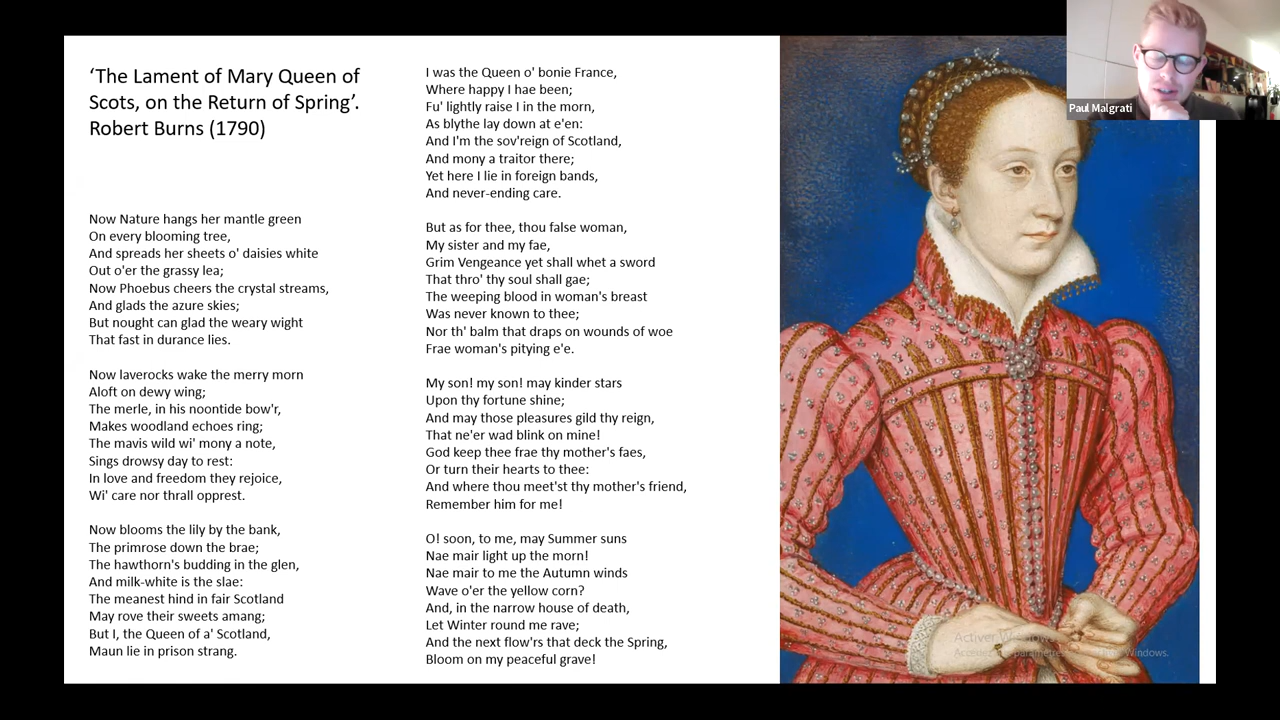 ‘The Lament of Mary Queen of
Scots, on the Return of Spring’.
Robert Burns (1790)
Now Nature hangs her mantle green
On every blooming tree,
And spreads her sheets o' daisies white
Out o'er the grassy lea;
Now Phoebus cheers the crystal streams,
And glads the azure skies;
But nought can glad the weary wight
That fast in durance lies.
Now laverocks wake the merry morn
Aloft on dewy wing;
The merle, in his noontide bow'r,
Makes woodland echoes ring;
The mavis wild wi' mony a note,
Sings drowsy day to rest:
In love and freedom they rejoice,
Wi' care nor thrall opprest.
Now blooms the lily by the bank,
The primrose down the brae;
The hawthorn's budding in the glen,
And milk-white is the slae:
The meanest hind in fair Scotland
May rove their sweets amang;
But I, the Queen of a' Scotland,
Maun lie in prison strang.
I was the Queen o' bonie France,
Where happy I hae been;
Fu' lightly raise I in the morn,
As blythe lay down at e'en:
And I'm the sov'reign of Scotland,
And mony a traitor there;
Yet here I lie in foreign bands,
And never-ending care.
But as for thee, thou false woman,
My sister and my fae,
Grim Vengeance yet shall whet a sword
That thro' thy soul shall gae;
The weeping blood in woman's breast
Was never known to thee;
Nor th' balm that draps on wounds of woe
Frae woman's pitying e'e.
My son! my son! may kinder stars
Upon thy fortune shine;
And may those pleasures gild thy reign,
That ne'er wad blink on mine!
God keep thee frae thy mother's faes,
Or turn their hearts to thee:
And where thou meet'st thy mother's friend,
Remember him for me!
O! soon, to me, may Summer suns
Nae mair light up the morn!
Nae mair to me the Autumn winds
Wave o'er the yellow corn?
And, in the narrow house of death,
Let Winter round me rave;
And the next flow'rs that deck the Spring,
Bloom on my peaceful grave!
Paul Malgrati
Activer Windows
Windows.